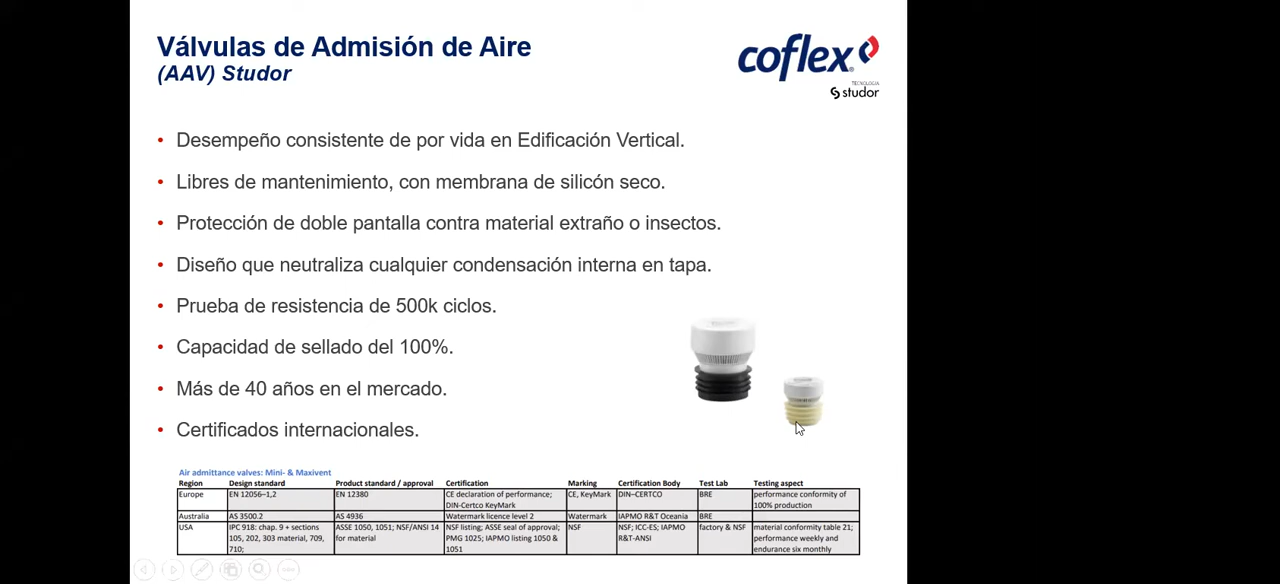 Válvulas de Admisión de Aire
(AAV) Studor
coflex
TECNOLOGÍA
studor
• Desempeño consistente de por vida en Edificación Vertical.
• Libres de mantenimiento, con membrana de silicón seco.
• Protección de doble pantalla contra material extraño o insectos.
• Diseño que neutraliza cualquier condensación interna en tapa.
• Prueba de resistencia de 500k ciclos.
• Capacidad de sellado del 100%.
• Más de 40 años en el mercado.
• Certificados internacionales.
Air admittance valves: Mini- & Maxivent
Region Design standard Product standard / approval Certification Marking Certification Body Test Lab Testing aspect
Europe EN 12056–1,2 EN 12380 CE declaration of performance; CE, KeyMark DIN–CERTCO BRE performance conformity of
DIN-Certco KeyMark 100% production
Australia AS 3500.2 AS 4936 Watermark licence level 2 Watermark IAPMO R&T Oceania BRE
USA IPC 918: chap. 9 + sections ASSE 1050, 1051; NSF/ANSI 14 NSF listing; ASSE seal of approval; NSF NSF; ICC-ES; IAPMO factory & NSF material conformity table 21;
105, 202, 303 material, 709, for material PMG 1025; IAPMO listing 1050 & R&T-ANSI performance weekly and
710; 1051 endurance six monthly